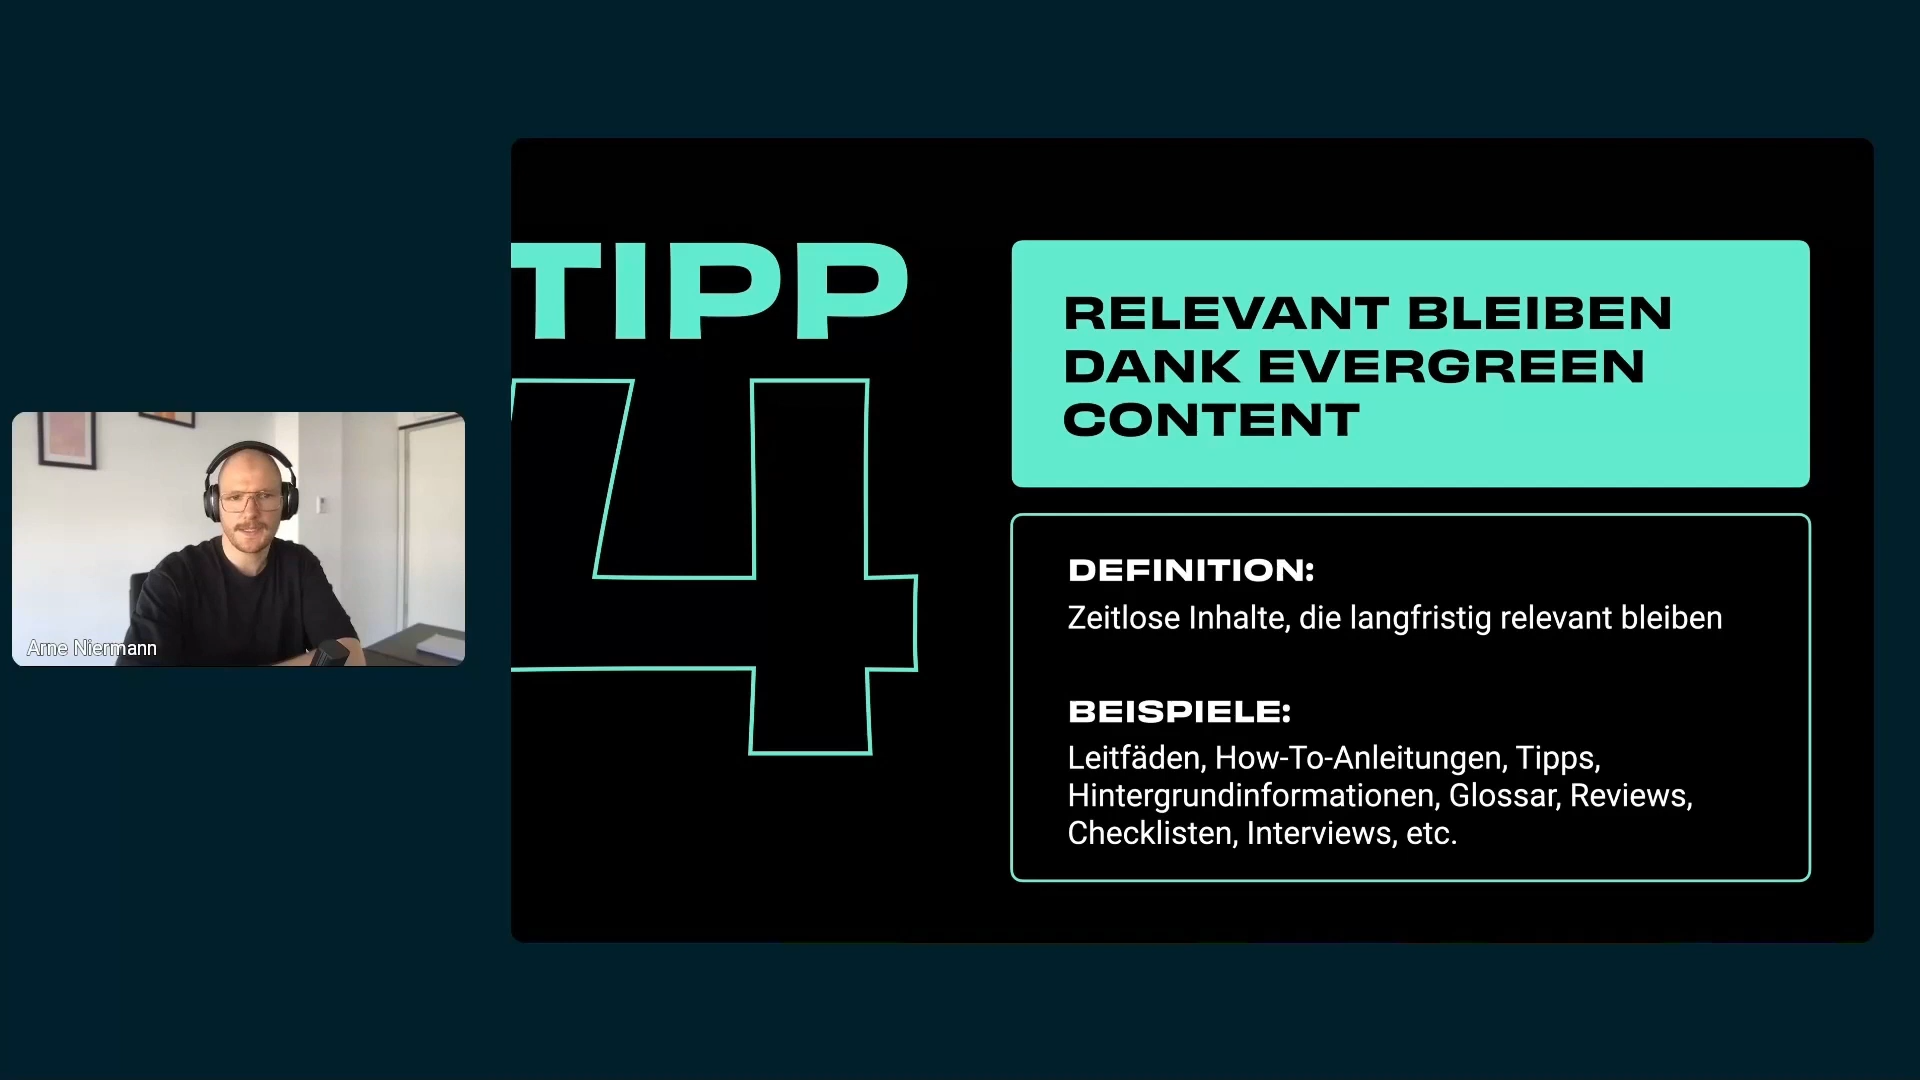 TIPP
4
RELEVANT BLEIBEN
DANK EVERGREEN
CONTENT
DEFINITION:
Zeitlose Inhalte, die langfristig relevant bleiben
BEISPIELE:
Leitfäden, How-To-Anleitungen, Tipps,
Hintergrundinformationen, Glossar, Reviews,
Checklisten, Interviews, etc.
Arne Niermann